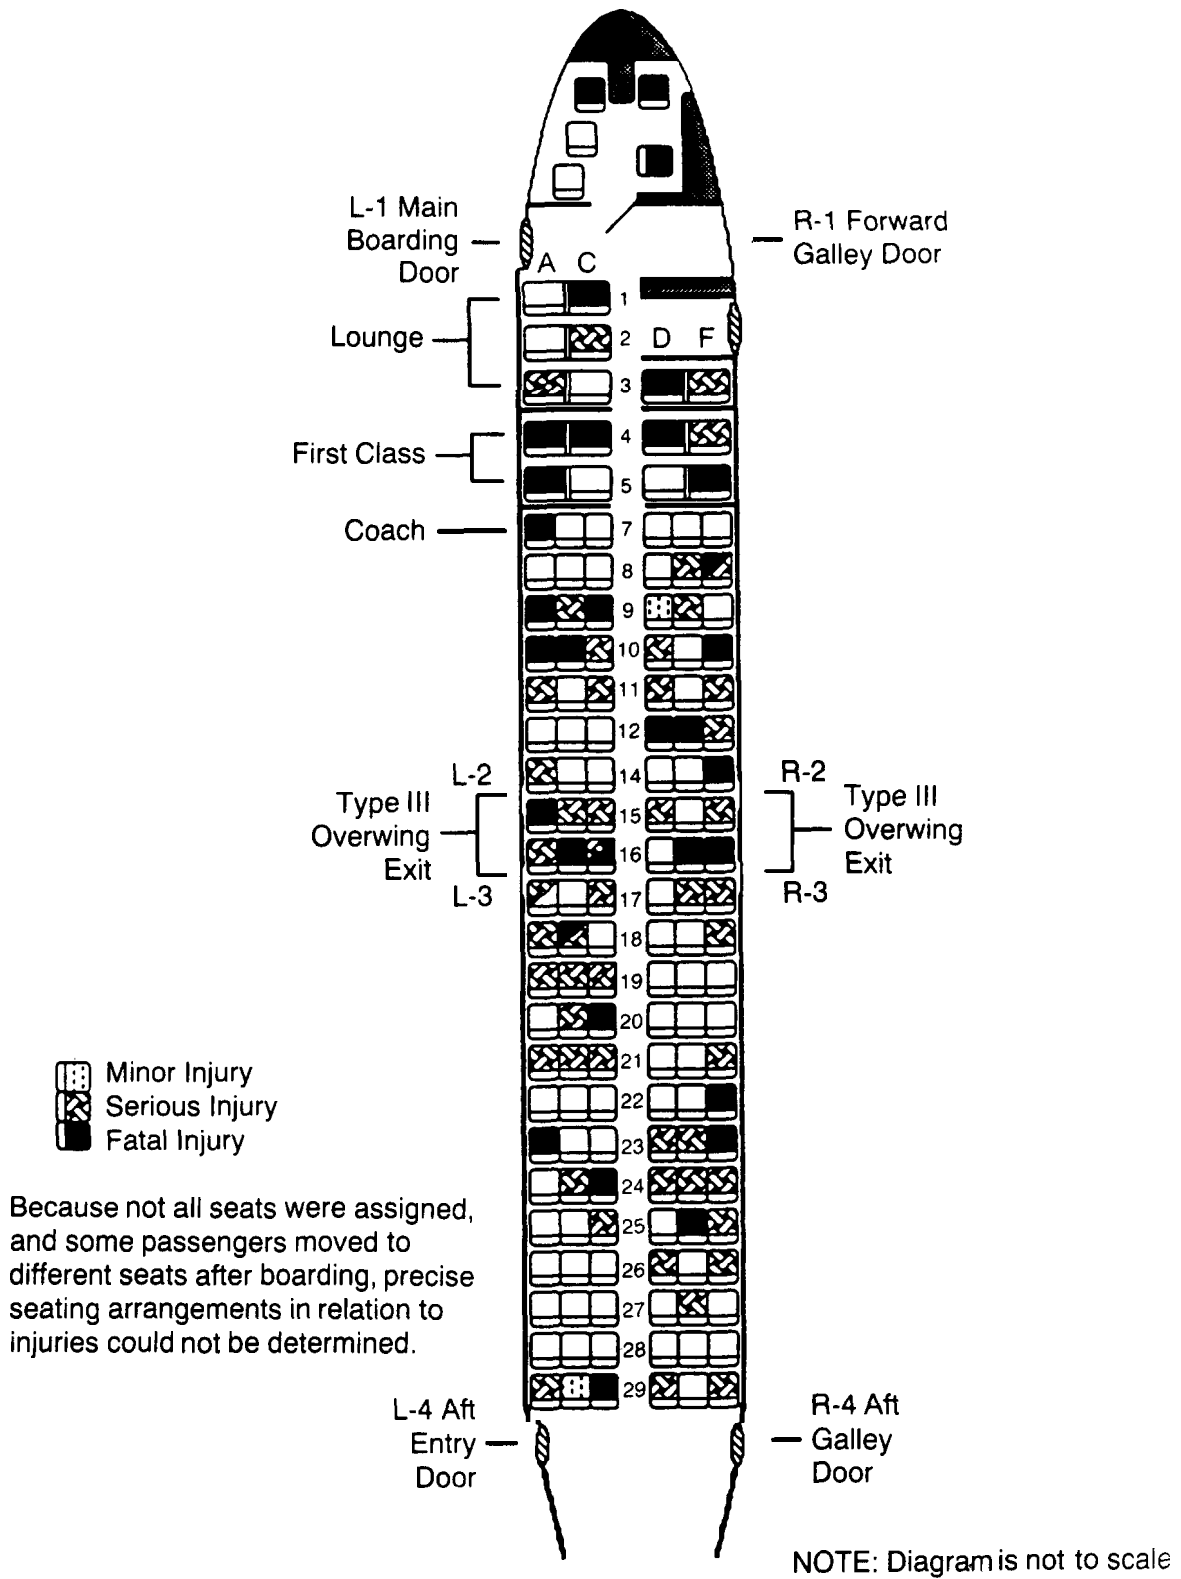 L-1 Main
Boarding
Door
R-1 Forward
Galley Door
A C
1
Lounge
2
D F
3
4
First Class
5
Coach
7
8
9
10
11
12
L-2
14
R-2
Type III
Overwing
Exit
15
Type III
Overwing
Exit
16
L-3
17
R-3
18
19
20
21
Minor Injury
Serious Injury
Fatal Injury
22
23
24
Because not all seats were assigned,
and some passengers moved to
different seats after boarding, precise
seating arrangements in relation to
injuries could not be determined.
25
26
27
28
29
L-4 Aft
Entry
Door
R-4 Aft
Galley
Door
NOTE: Diagram is not to scale